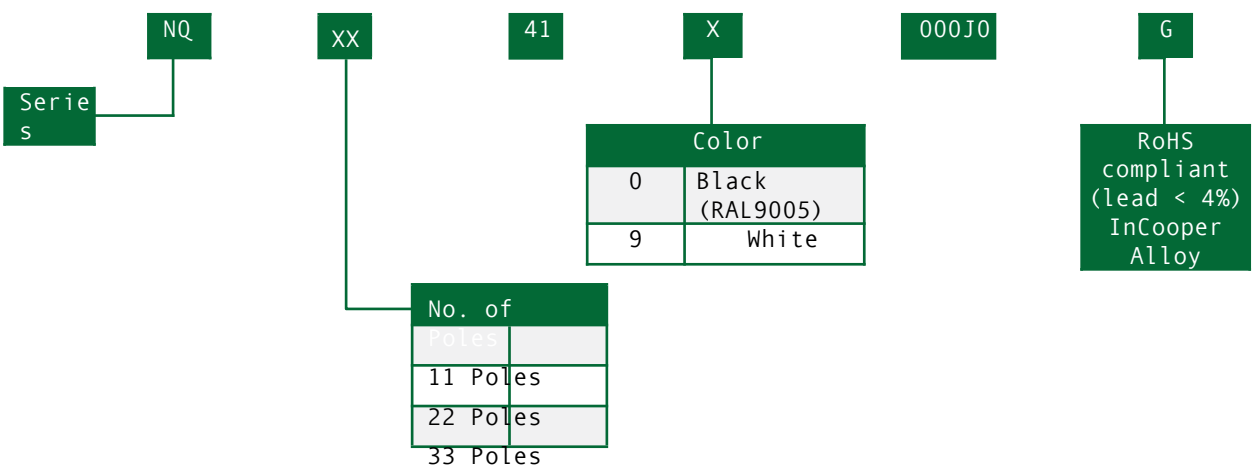 NQ XX 41 X 000J0 G
Serie
s
Color
0 Black
(RAL9005)
9 White
RoHS
compliant
(lead < 4%)
InCooper
Alloy
No. of
Poles
11 Poles
22 Poles
33 Poles